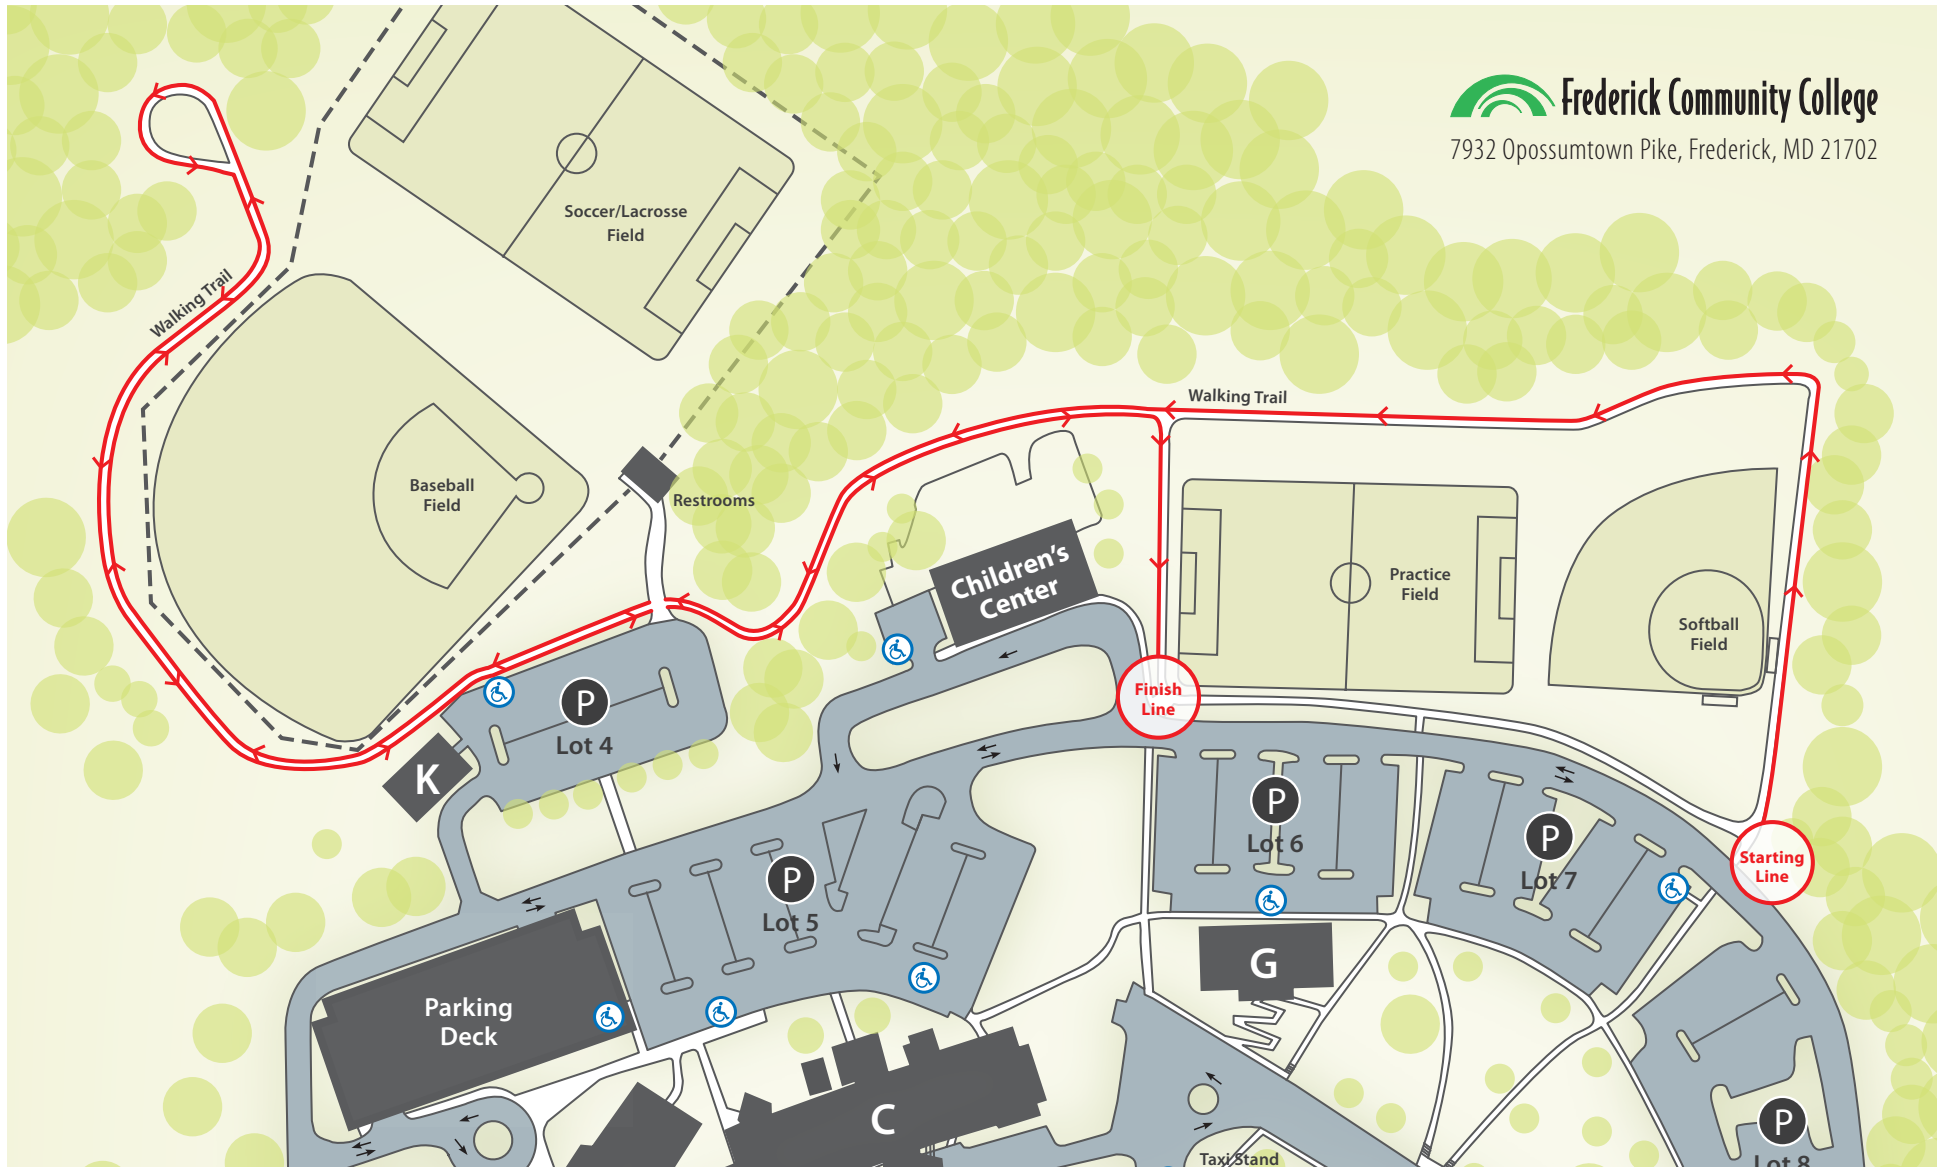 Frederick Community College
7932 Opossumtown Pike, Frederick, MD 21702
Soccer/Lacrosse
Field
Walking Trail
Walking Trail
Baseball
Field
Restrooms
Children's
Center
Practice
Field
Softball
Field
Finish
Line
P
Lot 4
K
P
Lot 6
P
Lot 7
Starting
Line
P
Lot 5
G
Parking
Deck
C
P
Lot 8
Taxi Stand